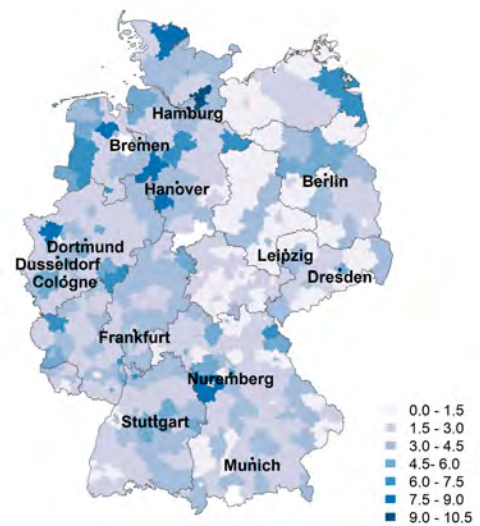 Hamburg
Bremen
Hanover
Berlin
Dortmund
Dusseldorf
Cologne
Leipzig
Dresden
Frankfurt
Nuremberg
Stuttgart
Munich
0.0 - 1.5
1.5 - 3.0
3.0 - 4.5
4.5- 6.0
6.0 - 7.5
7.5 - 9.0
9.0 - 10.5